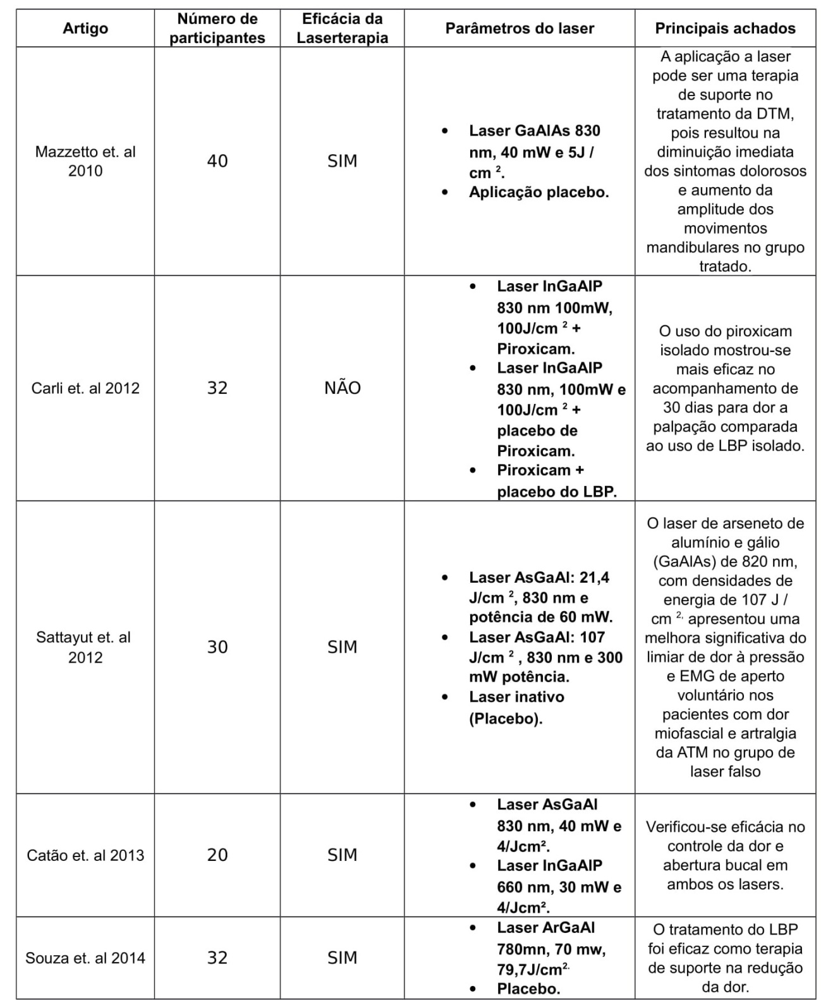 Artigo
Número de
participantes
Eficácia da
Laserterapia
Parâmetros do laser
Principais achados
Mazzetto et. al
2010
40
SIM
• Laser GaAlAs 830
nm, 40 mW e 5J /
cm ².
• Aplicação placebo.
A aplicação a laser
pode ser uma terapia
de suporte no
tratamento da DTM,
pois resultou na
diminuição imediata
dos sintomas dolorosos
e aumento da
amplitude dos
movimentos
mandibulares no grupo
tratado.
Carli et. al 2012
32
NÃO
• Laser InGaAlP
830 nm 100mW,
100J/cm ² +
Piroxicam.
• Laser InGaAlP
830 nm, 100mW e
100J/cm ² +
placebo de
Piroxicam.
• Piroxicam +
placebo do LBP.
O uso do piroxicam
isolado mostrou-se
mais eficaz no
acompanhamento de
30 dias para dor a
palpação comparada
ao uso de LBP isolado.
Sattayut et. al
2012
30
SIM
• Laser AsGaAl: 21,4
J/cm ², 830 nm e
potência de 60 mW.
• Laser AsGaAl: 107
J/cm ² , 830 nm e 300
mW potência.
• Laser inativo
(Placebo).
O laser de arseneto de
alumínio e gálio
(GaAlAs) de 820 nm,
com densidades de
energia de 107 J /
cm ², apresentou uma
melhora significativa do
limiar de dor à pressão
e EMG de aperto
voluntário nos
pacientes com dor
miofascial e artralgia
da ATM no grupo de
laser falso
Catão et. al 2013
20
SIM
• Laser AsGaAl
830 nm, 40 mW e
4/Jcm².
• Laser InGaAlP
660 nm, 30 mW e
4/Jcm².
Verificou-se eficácia no
controle da dor e
abertura bucal em
ambos os lasers.
Souza et. al 2014
32
SIM
• Laser ArGaAl
780mn, 70 mw,
79,7J/cm².
• Placebo.
O tratamento do LBP
foi eficaz como terapia
de suporte na redução
da dor.